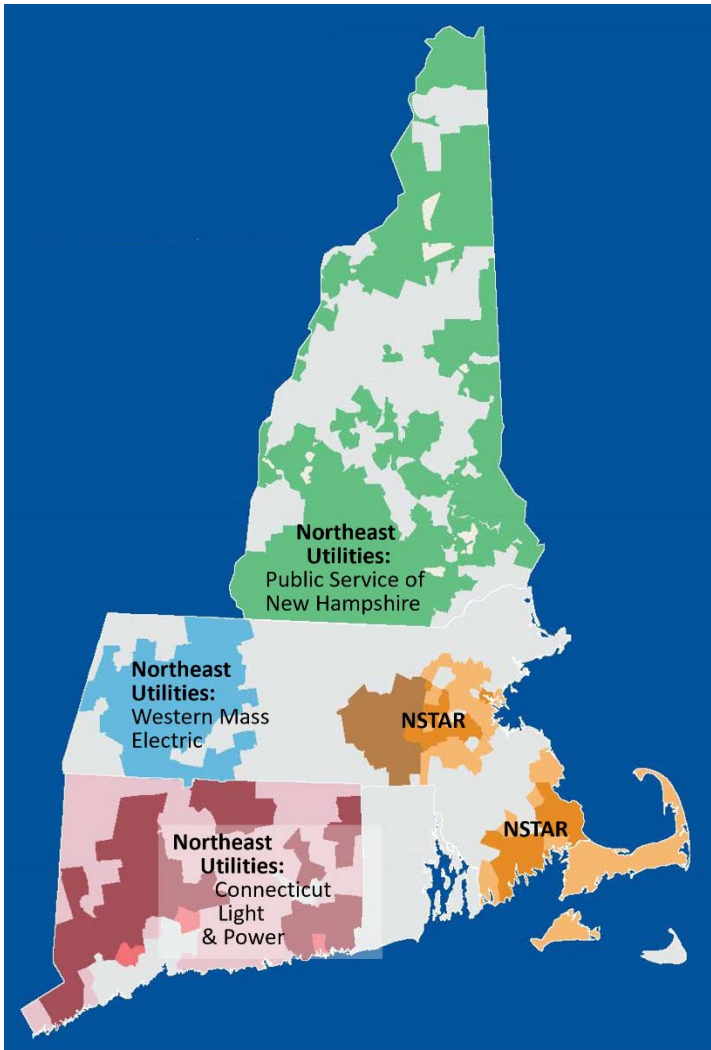 Northeast
Utilities:
Public Service of
New Hampshire
Northeast
Utilities:
Western Mass
Electric
NSTAR
NSTAR
Northeast
Utilities:
Connecticut
Light
& Power